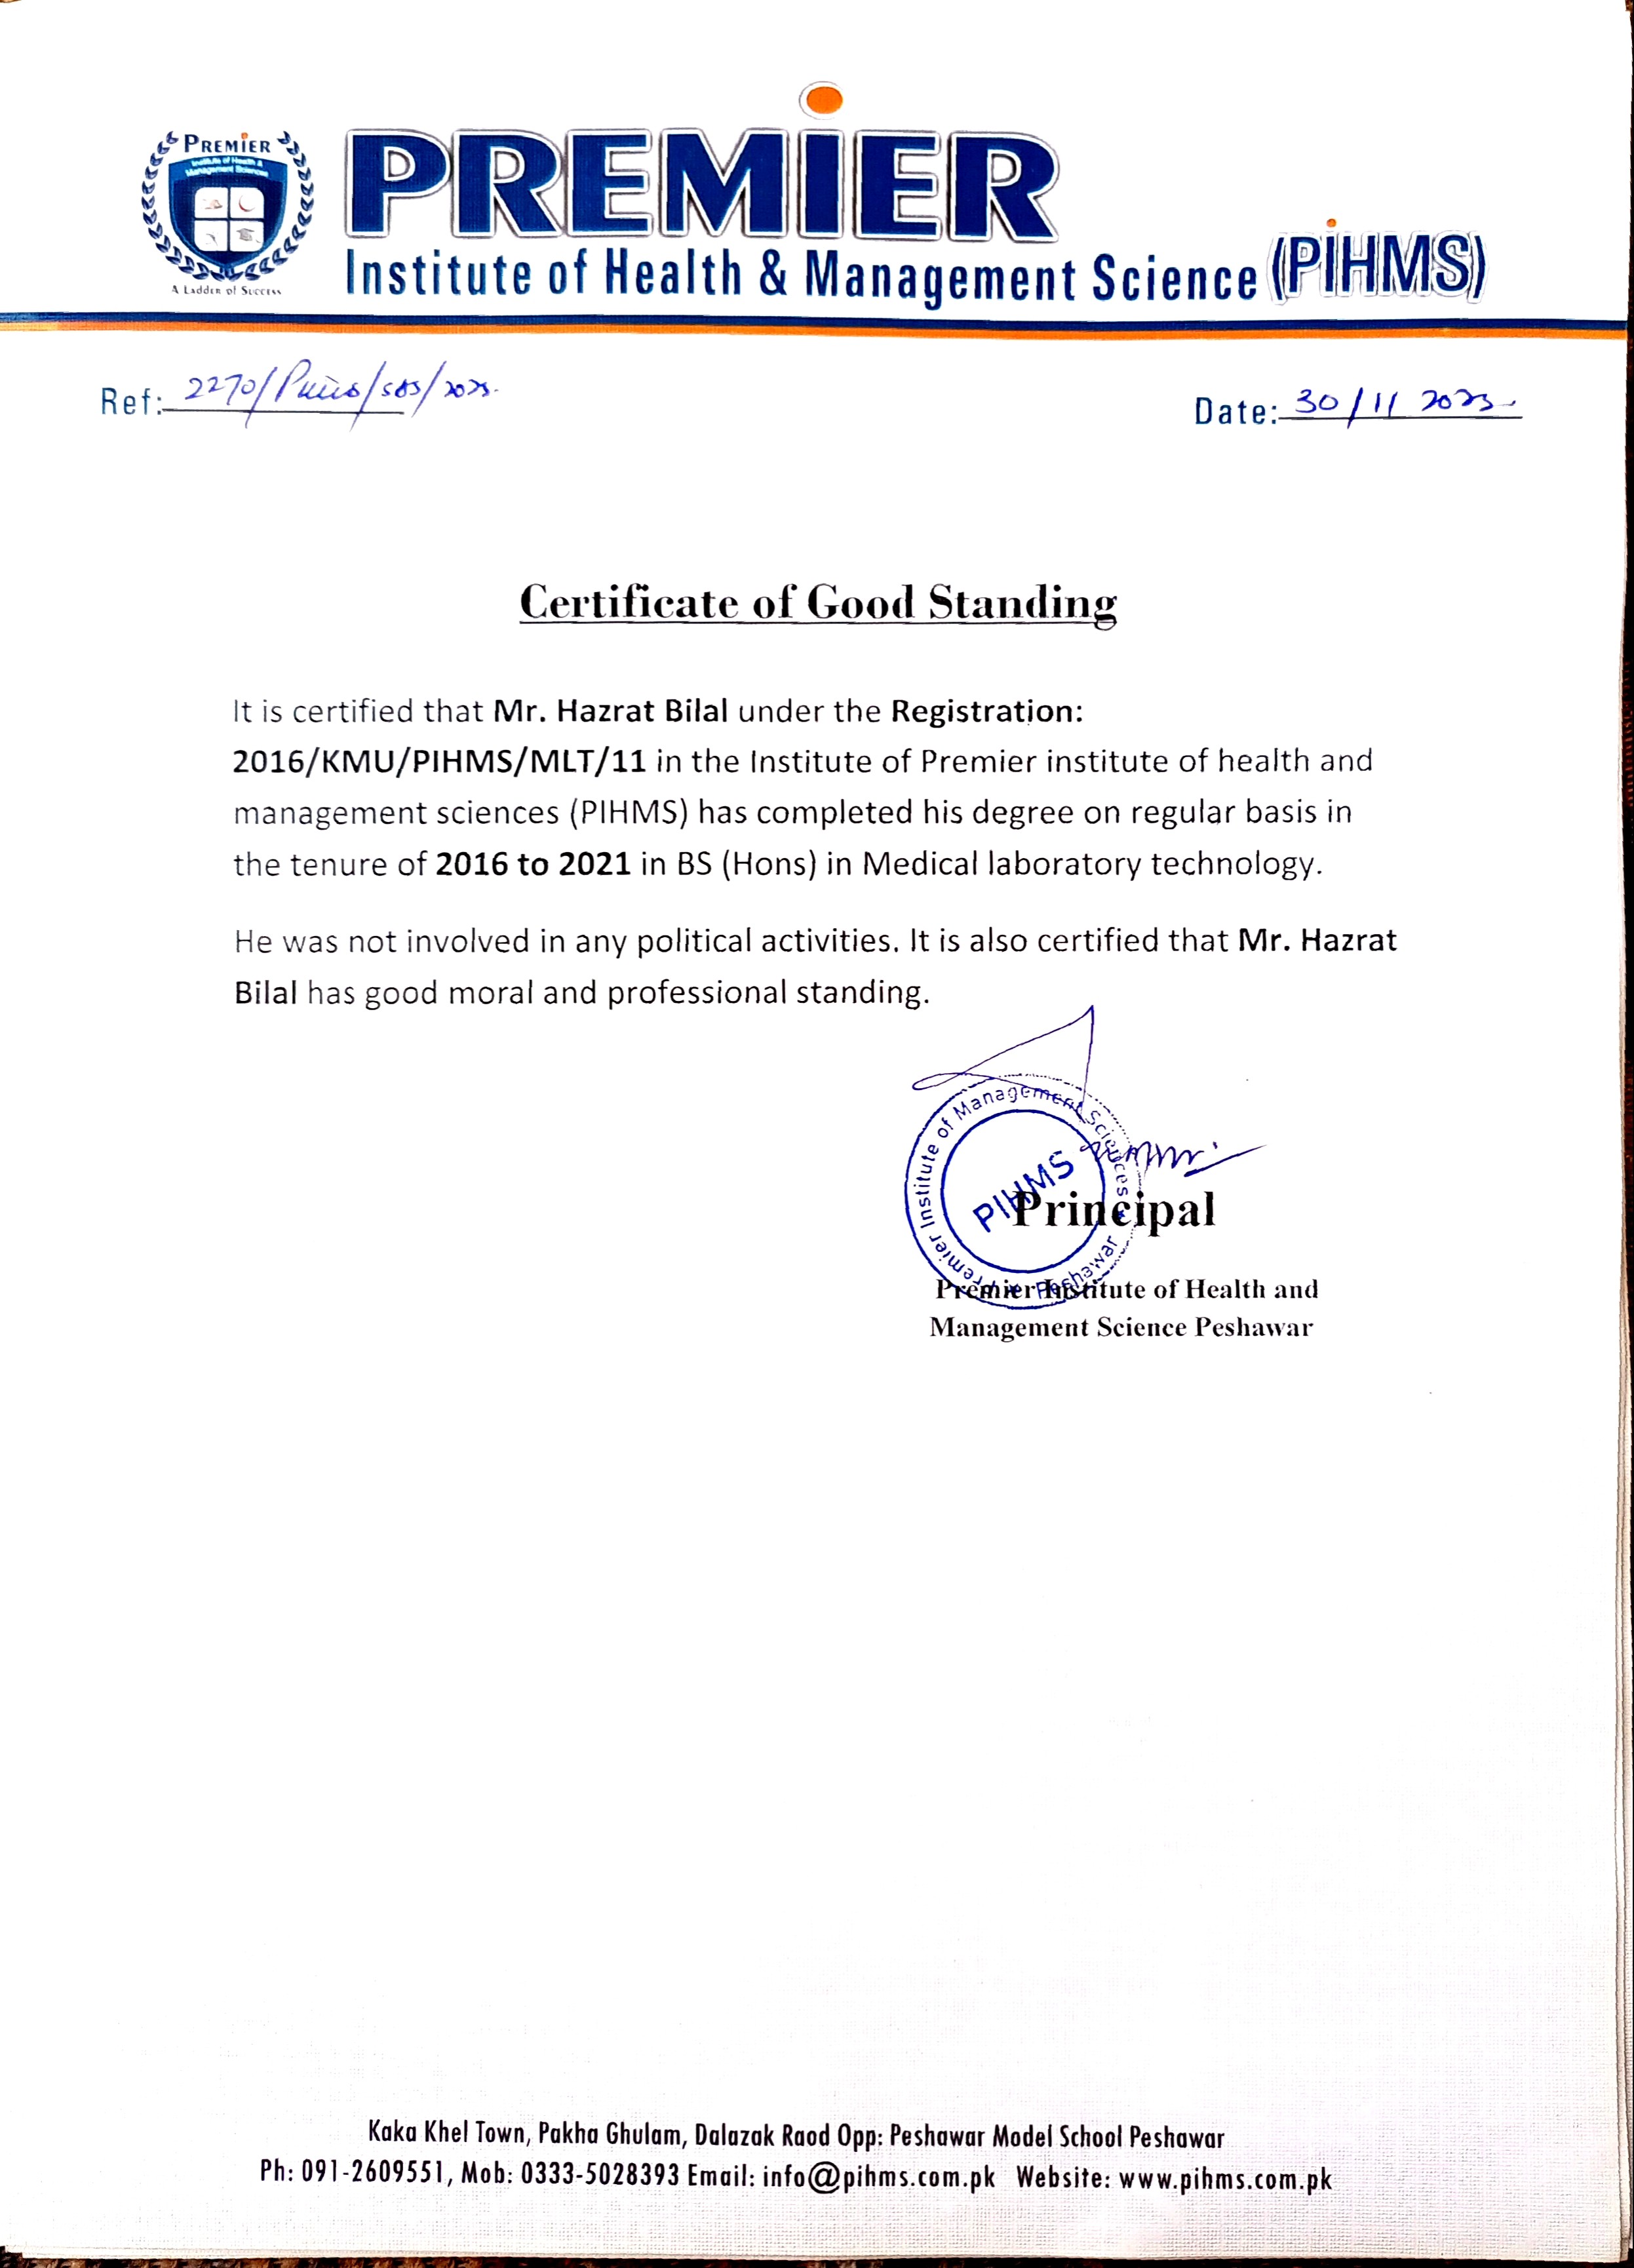 PREMIER
Institute of Health &
Management Sciences
A Ladder of Success
PREMIER
Institute of Health & Management Science (PIHMS)
Ref: 2270/
Date: 30/11 2023
Certificate of Good Standing
It is certified that Mr. Hazrat Bilal under the Registration:
2016/KMU/PIHMS/MLT/11 in the Institute of Premier institute of health and
management sciences (PIHMS) has completed his degree on regular basis in
the tenure of 2016 to 2021 in BS (Hons) in Medical laboratory technology.
He was not involved in any political activities. It is also certified that Mr. Hazrat
Bilal has good moral and professional standing.
Premier Institute of Management Sciences
Peshawar
PIHMS
Principal
Premier Institute of Health and
Management Science Peshawar
Kaka Khel Town, Pakha Ghulam, Dalazak Raod Opp: Peshawar Model School Peshawar
Ph: 091-2609551, Mob: 0333-5028393 Email: info@pihms.com.pk Website: www.pihms.com.pk